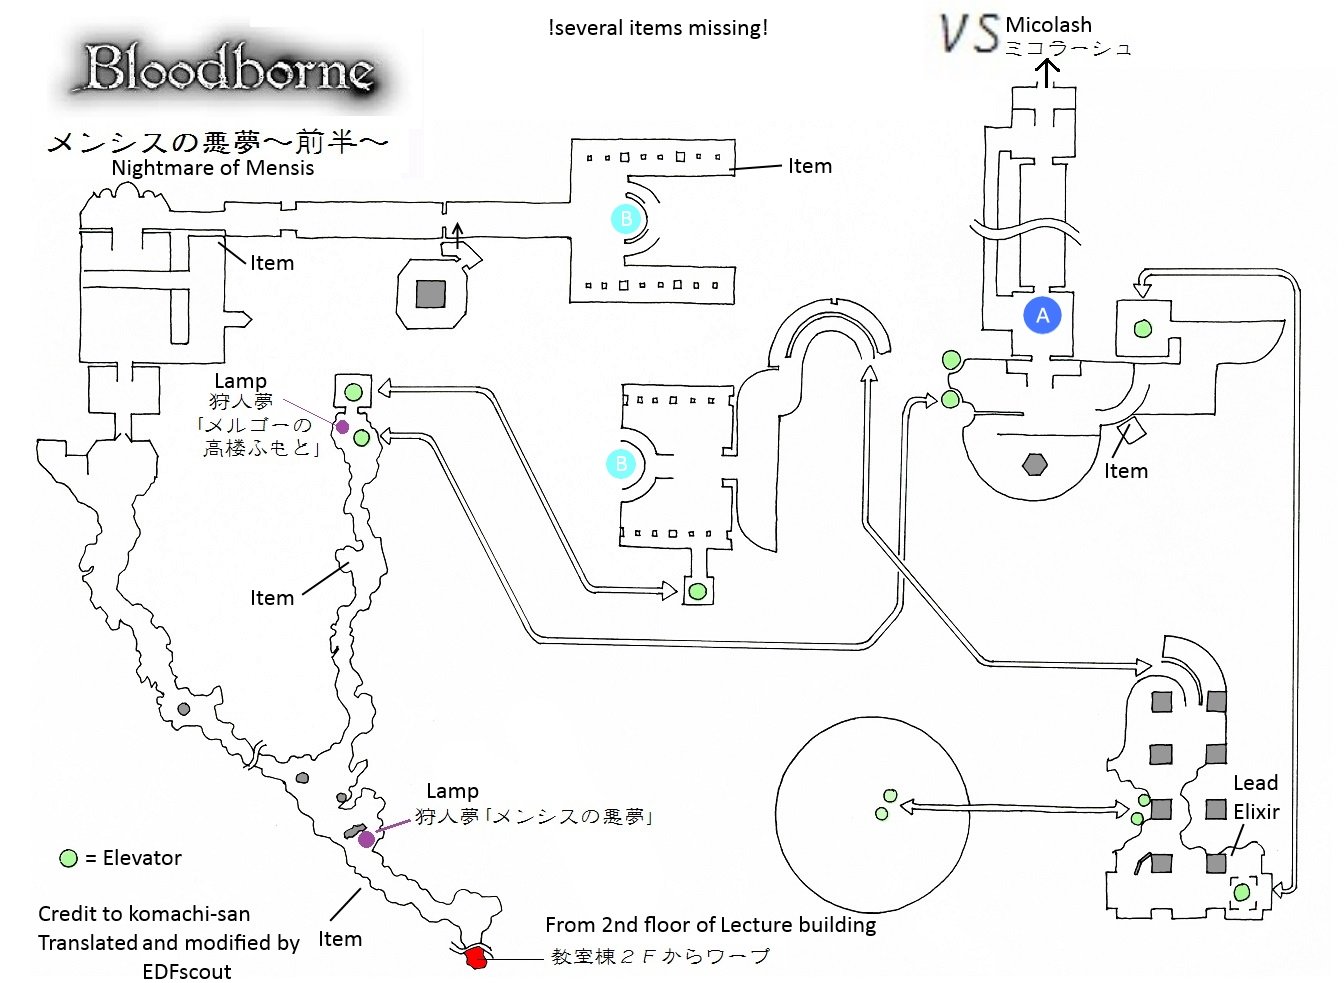 !several items missing!
VS Micolash
ミコラーシュ
Bloodborne
メンシスの悪夢～前半～
Nightmare of Mensis
Item
B
Item
A
Lamp
狩人夢
「メルゴーの
高楼ふもと」
B
Item
Item
Lamp
狩人夢「メンシスの悪夢」
Lead
Elixir
= Elevator
Credit to komachi-san
Translated and modified by
EDFscout
Item
From 2nd floor of Lecture building
教室棟２Ｆからワープ